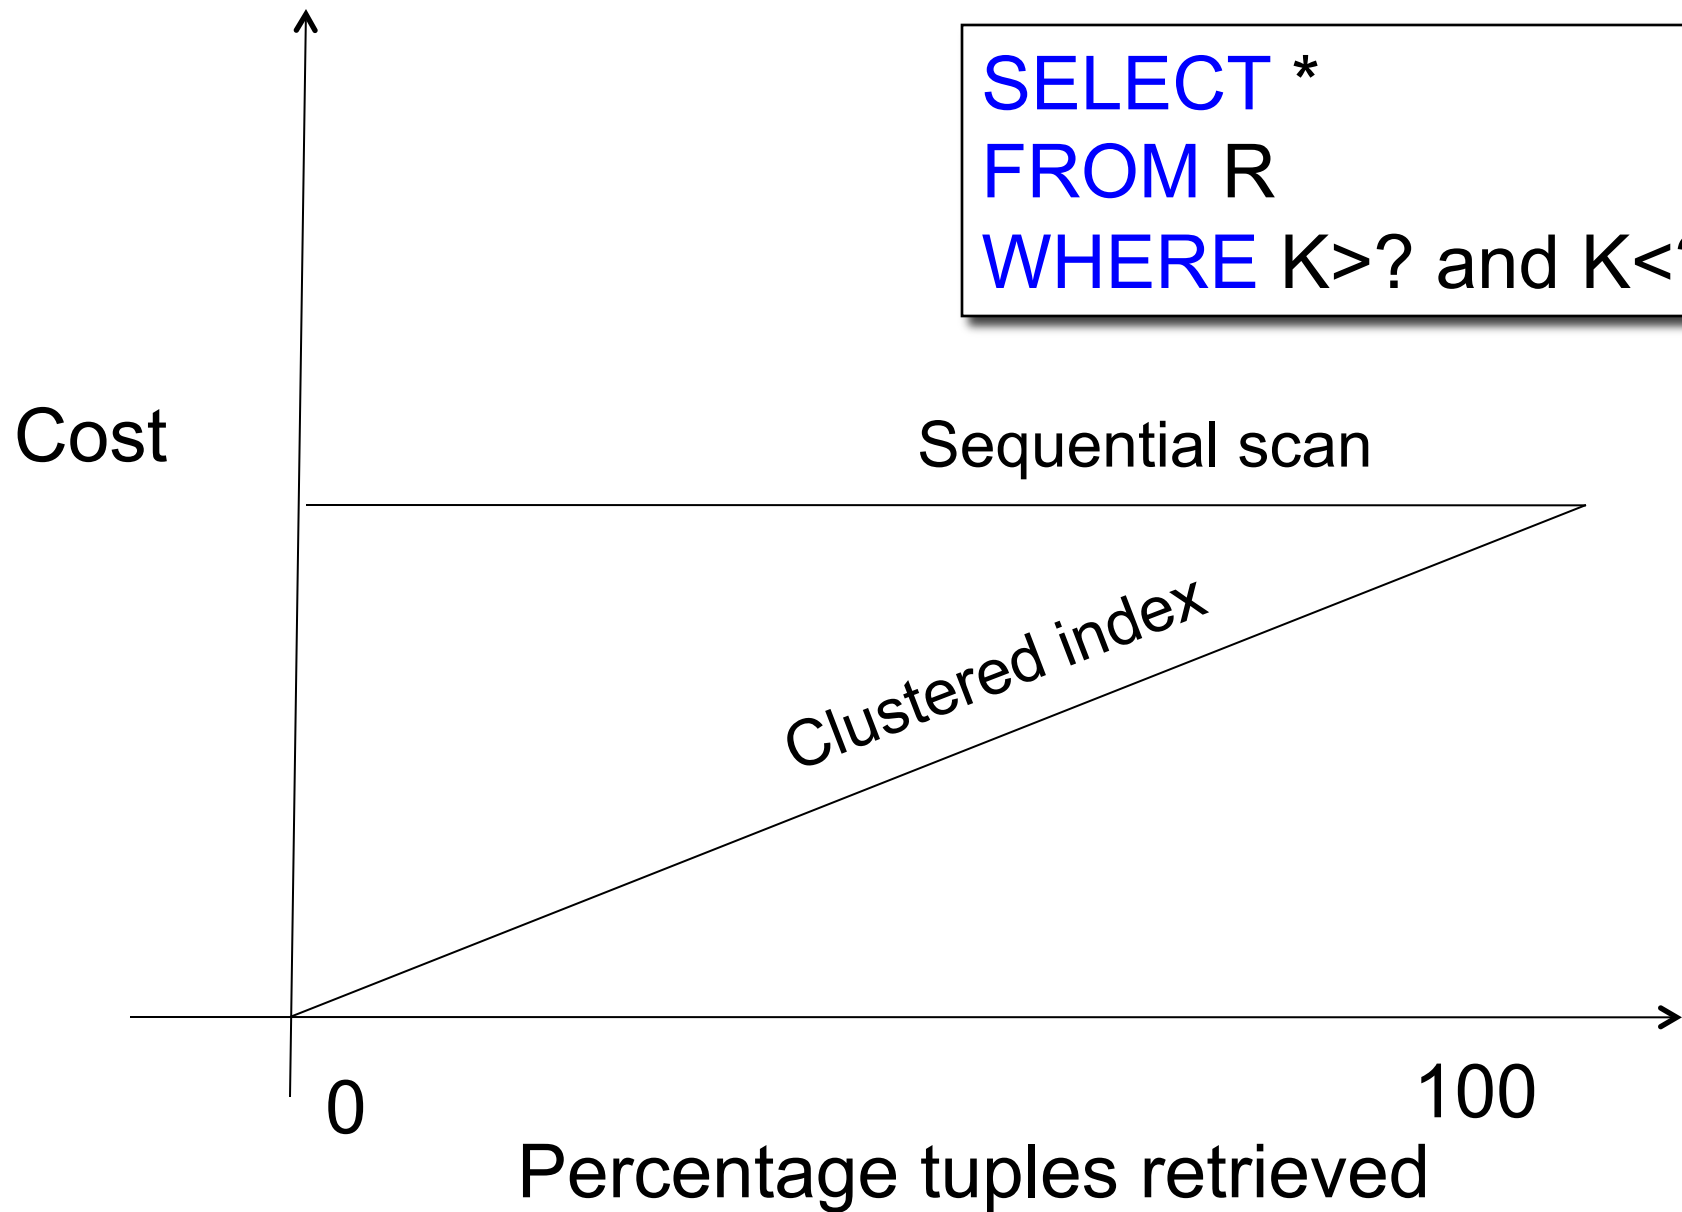 SELECT *
FROM R
WHERE K>? and K<?
Cost
Sequential scan
Clustered index
0
100
Percentage tuples retrieved